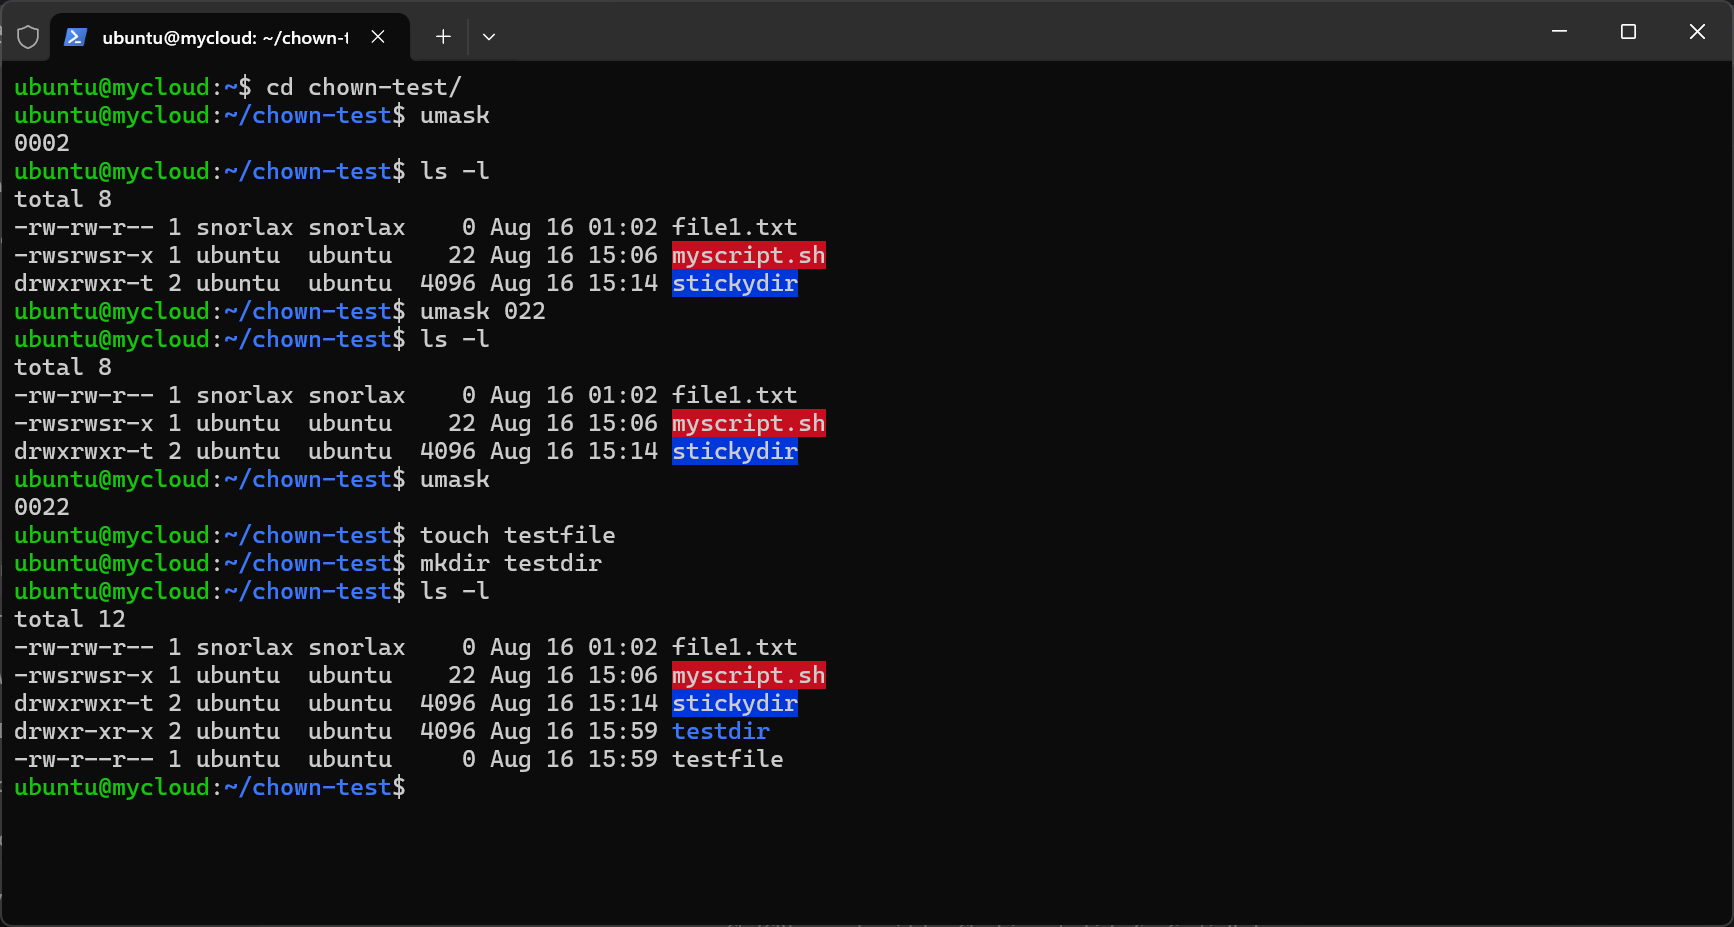 ubuntu@mycloud: ~/chown-t
ubuntu@mycloud:~$ cd chown-test/
ubuntu@mycloud:~/chown-test$ umask
0002
ubuntu@mycloud:~/chown-test$ ls -l
total 8
-rw-rw-r-- 1 snorlax snorlax    0 Aug 16 01:02 file1.txt
-rwsrwsr-x 1 ubuntu  ubuntu    22 Aug 16 15:06 myscript.sh
drwxrwxr-t 2 ubuntu  ubuntu  4096 Aug 16 15:14 stickydir
ubuntu@mycloud:~/chown-test$ umask 022
ubuntu@mycloud:~/chown-test$ ls -l
total 8
-rw-rw-r-- 1 snorlax snorlax    0 Aug 16 01:02 file1.txt
-rwsrwsr-x 1 ubuntu  ubuntu    22 Aug 16 15:06 myscript.sh
drwxrwxr-t 2 ubuntu  ubuntu  4096 Aug 16 15:14 stickydir
ubuntu@mycloud:~/chown-test$ umask
0022
ubuntu@mycloud:~/chown-test$ touch testfile
ubuntu@mycloud:~/chown-test$ mkdir testdir
ubuntu@mycloud:~/chown-test$ ls -l
total 12
-rw-rw-r-- 1 snorlax snorlax    0 Aug 16 01:02 file1.txt
-rwsrwsr-x 1 ubuntu  ubuntu    22 Aug 16 15:06 myscript.sh
drwxrwxr-t 2 ubuntu  ubuntu  4096 Aug 16 15:14 stickydir
drwxr-xr-x 2 ubuntu  ubuntu  4096 Aug 16 15:59 testdir
-rw-r--r-- 1 ubuntu  ubuntu     0 Aug 16 15:59 testfile
ubuntu@mycloud:~/chown-test$